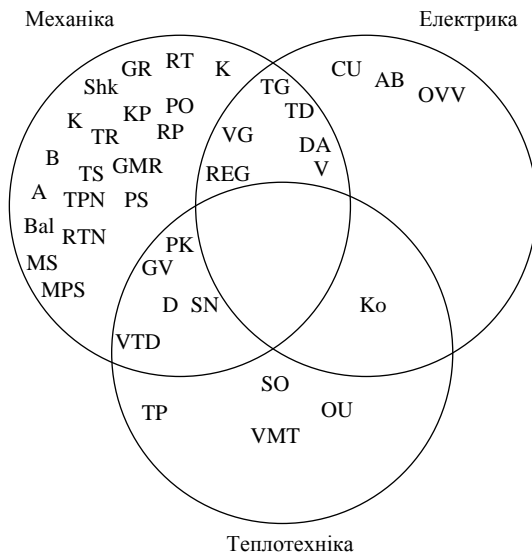 Механіка
Електрика
GR RT K
Shk
K KP PO
TR RP
B
TS GMR
A TPN PS
Bal RTN
MS
MPS
TG
TD
VG
DA
V
REG
CU AB OVV
PK
GV
D SN
VTD
Ko
SO
TP OU
VMT
Теплотехніка